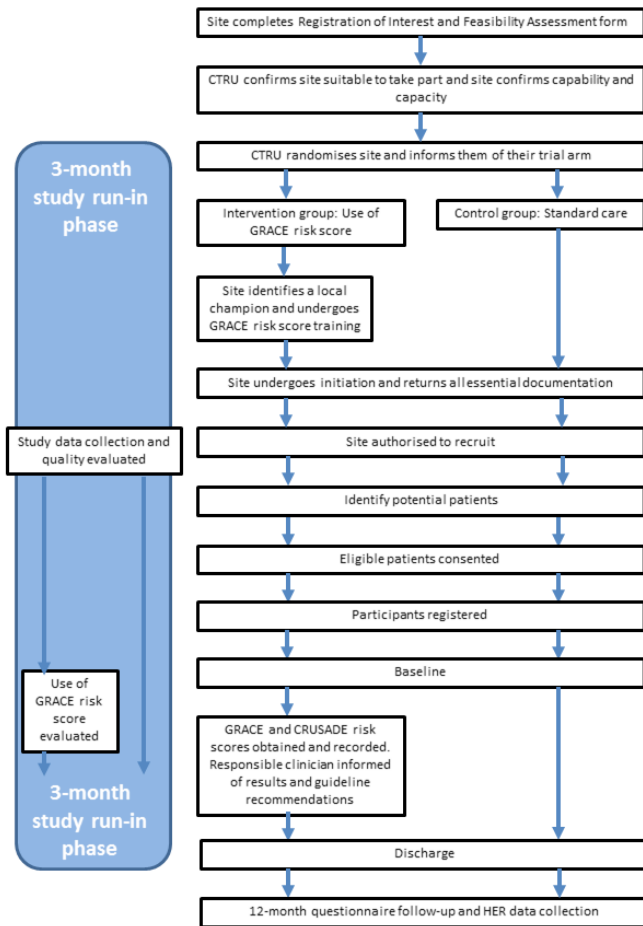 Site completes Registration of Interest and Feasibility Assessment form
CTRU confirms site suitable to take part and site confirms capability and
capacity
CTRU randomises site and informs them of their trial arm
3-month
study run-in
phase
Intervention group: Use of
GRACE risk score
Control group: Standard care
Site identifies a local
champion and undergoes
GRACE risk score training
Site undergoes initiation and returns all essential documentation
Study data collection and
quality evaluated
Site authorised to recruit
Identify potential patients
Eligible patients consented
Participants registered
Baseline
Use of
GRACE risk
score
evaluated
GRACE and CRUSADE risk
scores obtained and recorded.
Responsible clinician informed
of results and guideline
recommendations
3-month
study run-in
phase
Discharge
12-month questionnaire follow-up and HER data collection